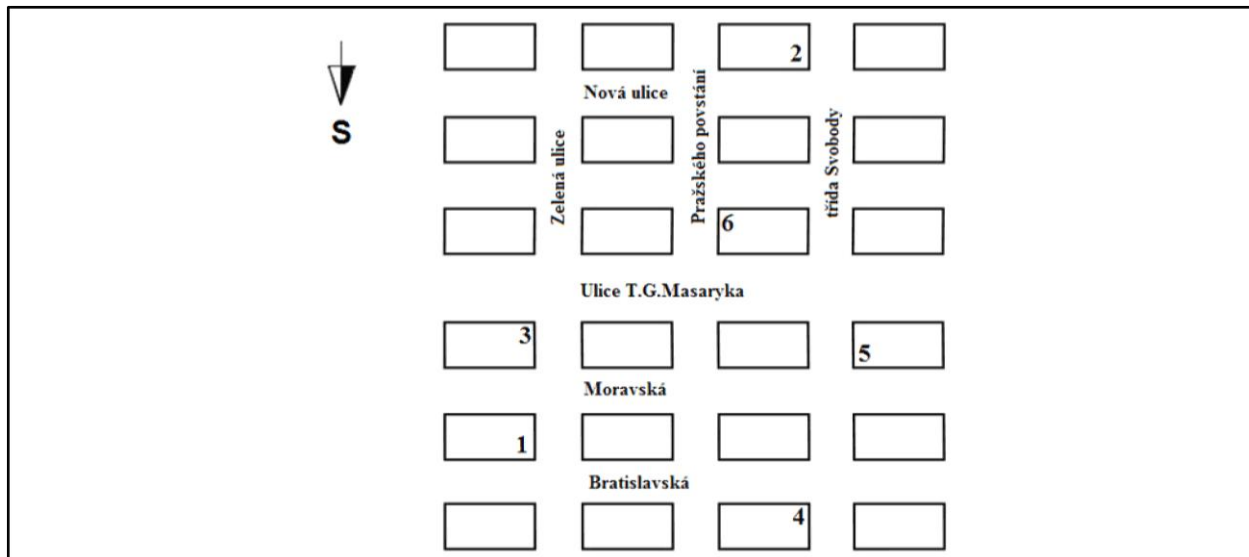 2
S
Nová ulice
Zelená ulice
Pražského povstání
třída Svobody
6
Ulice T.G.Masaryka
3
5
Moravská
1
Bratislavská
4